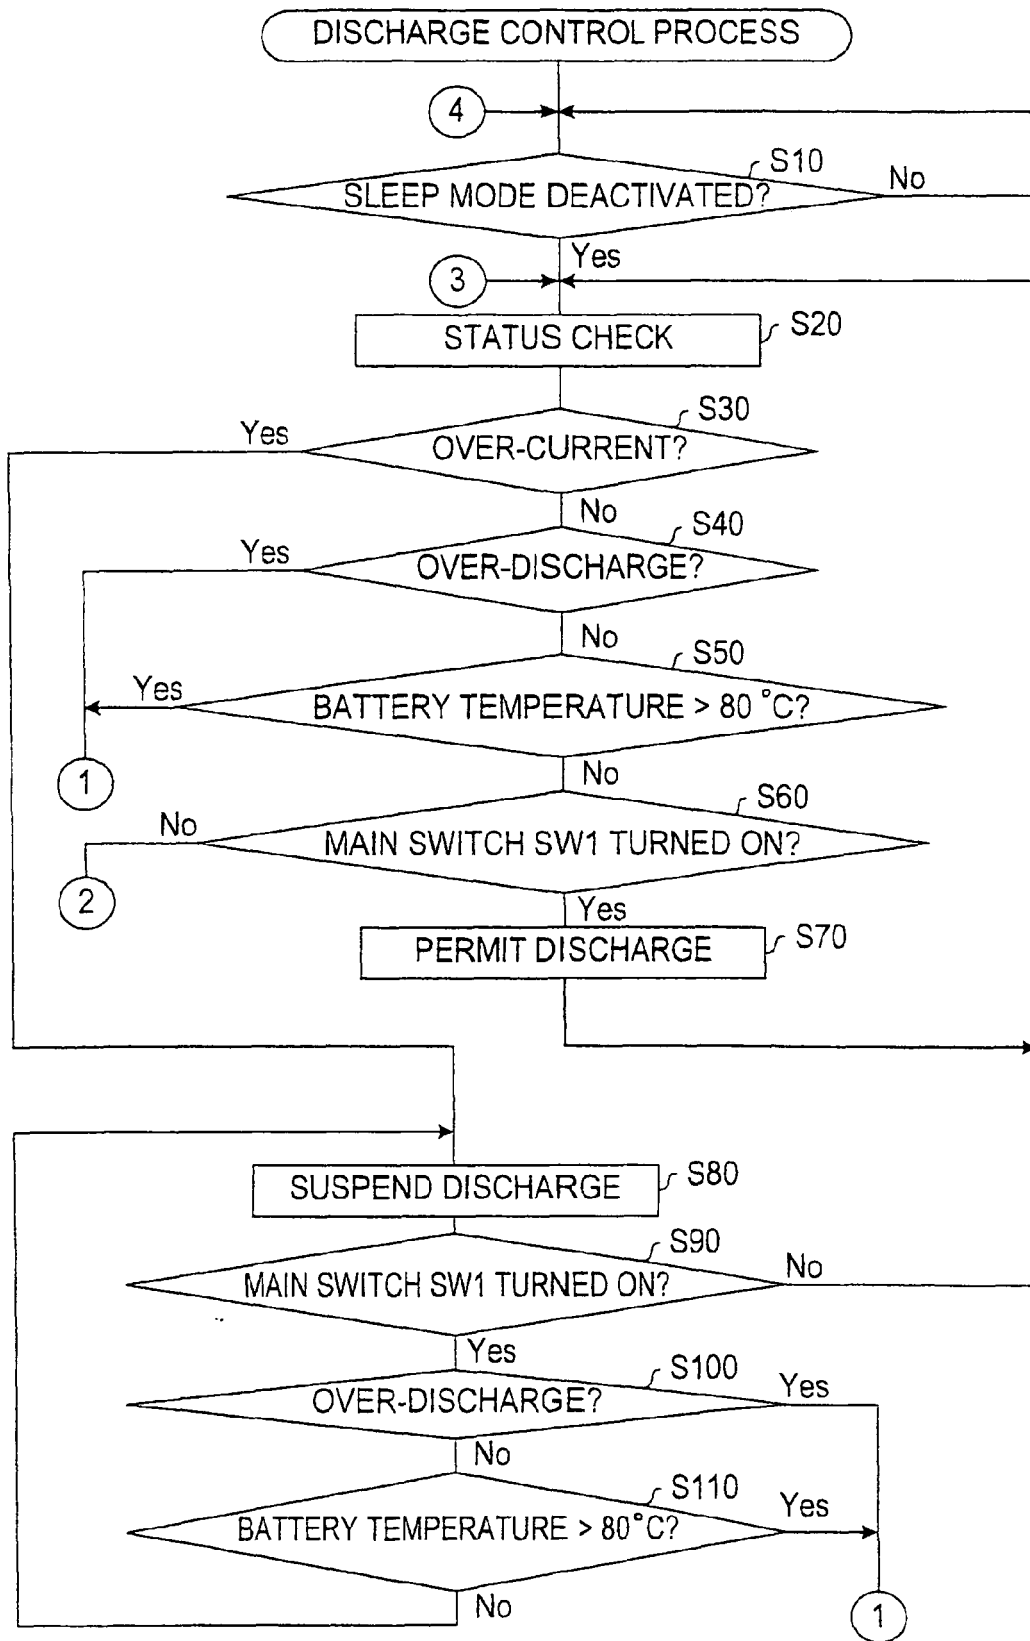 DISCHARGE CONTROL PROCESS
4
S10
SLEEP MODE DEACTIVATED?
No
Yes
3
STATUS CHECK
S20
S30
Yes
OVER-CURRENT?
No
S40
Yes
OVER-DISCHARGE?
No
S50
Yes
BATTERY TEMPERATURE > 80 °C?
1
No
S60
No
MAIN SWITCH SW1 TURNED ON?
2
Yes
PERMIT DISCHARGE
S70
SUSPEND DISCHARGE
S80
S90
MAIN SWITCH SW1 TURNED ON?
No
Yes
S100
OVER-DISCHARGE?
Yes
No
S110
BATTERY TEMPERATURE > 80°C?
Yes
No
1